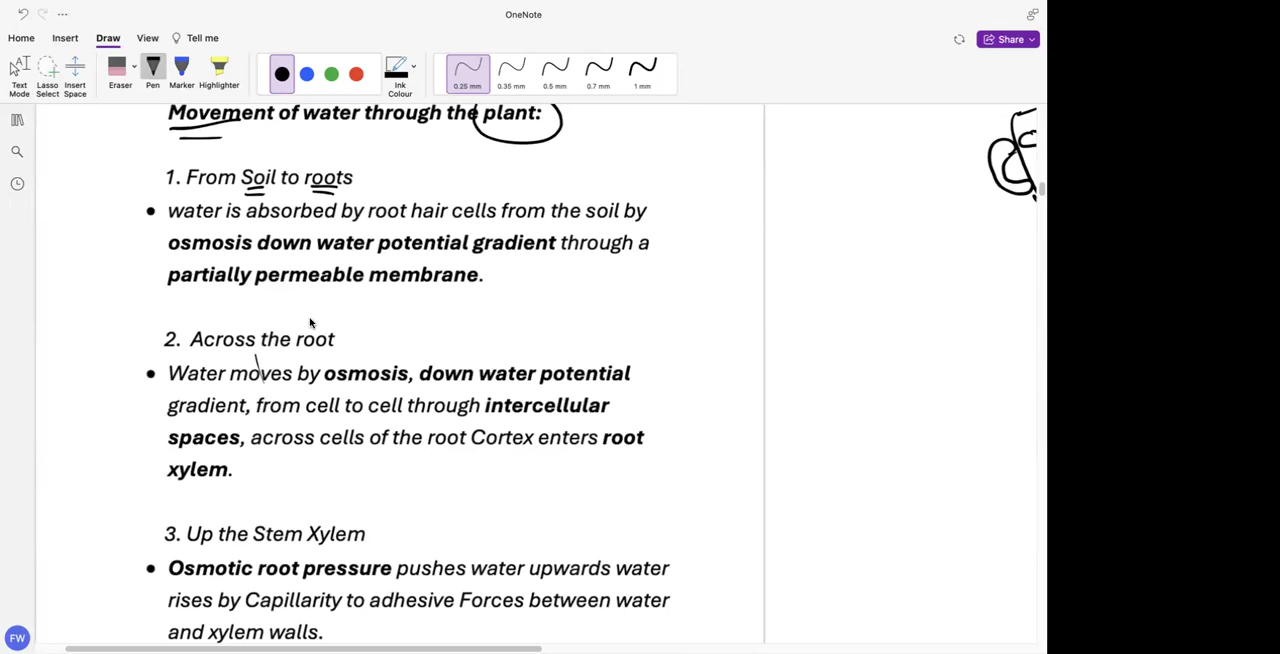 OneNote
Home Insert Draw View Tell me
Share
Text Mode
Lasso Select
Insert Space
Eraser
Pen
Marker
Highlighter
Ink Colour
0.25 mm
0.35 mm
0.5 mm
0.7 mm
1 mm
Movement of water through the plant:
1. From Soil to roots
• water is absorbed by root hair cells from the soil by
osmosis down water potential gradient through a
partially permeable membrane.
2. Across the root
• Water moves by osmosis, down water potential
gradient, from cell to cell through intercellular
spaces, across cells of the root Cortex enters root
xylem.
3. Up the Stem Xylem
• Osmotic root pressure pushes water upwards water
rises by Capillarity to adhesive Forces between water
and xylem walls.
FW